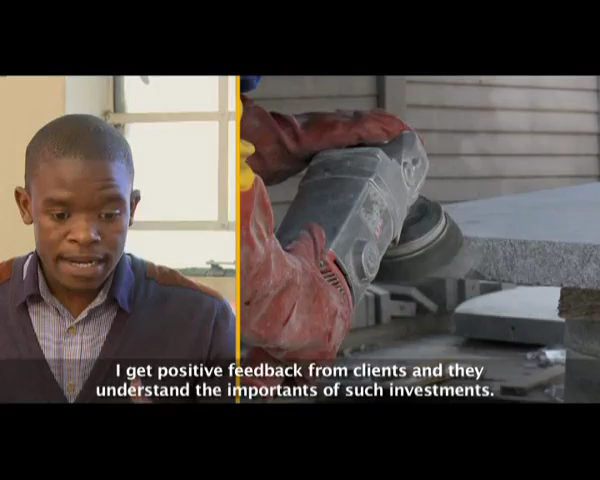 I get positive feedback from clients and they
understand the importants of such investments.